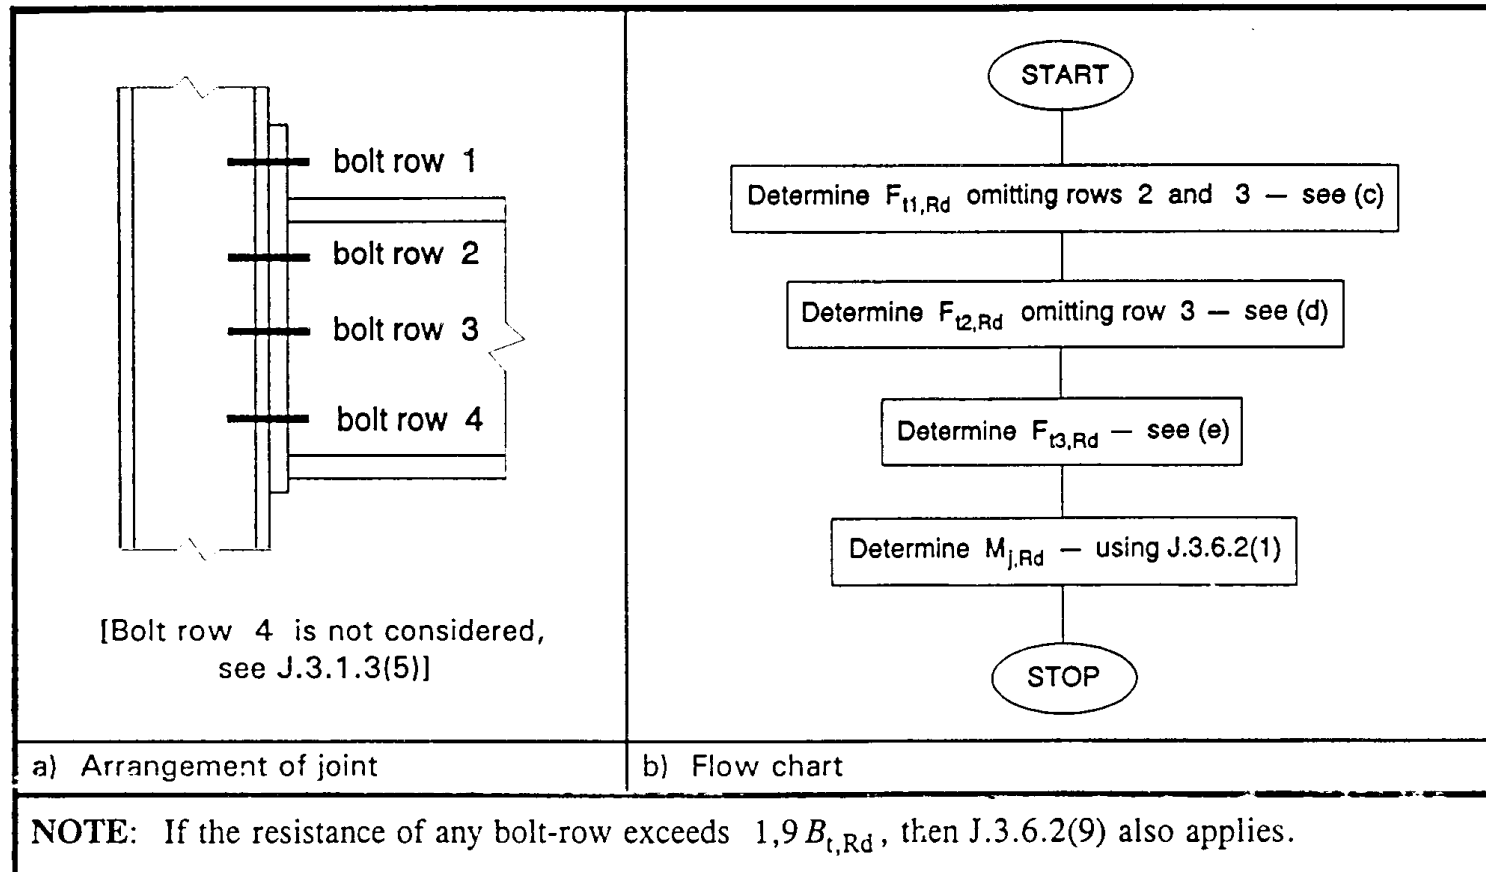 bolt row 1
bolt row 2
bolt row 3
bolt row 4
[Bolt row 4 is not considered,
see J.3.1.3(5)]
a) Arrangement of joint
START
Determine F_t1,Rd omitting rows 2 and 3 — see (c)
Determine F_t2,Rd omitting row 3 — see (d)
Determine F_t3,Rd — see (e)
Determine M_j,Rd — using J.3.6.2(1)
STOP
b) Flow chart
NOTE: If the resistance of any bolt-row exceeds 1,9 B_t,Rd, then J.3.6.2(9) also applies.